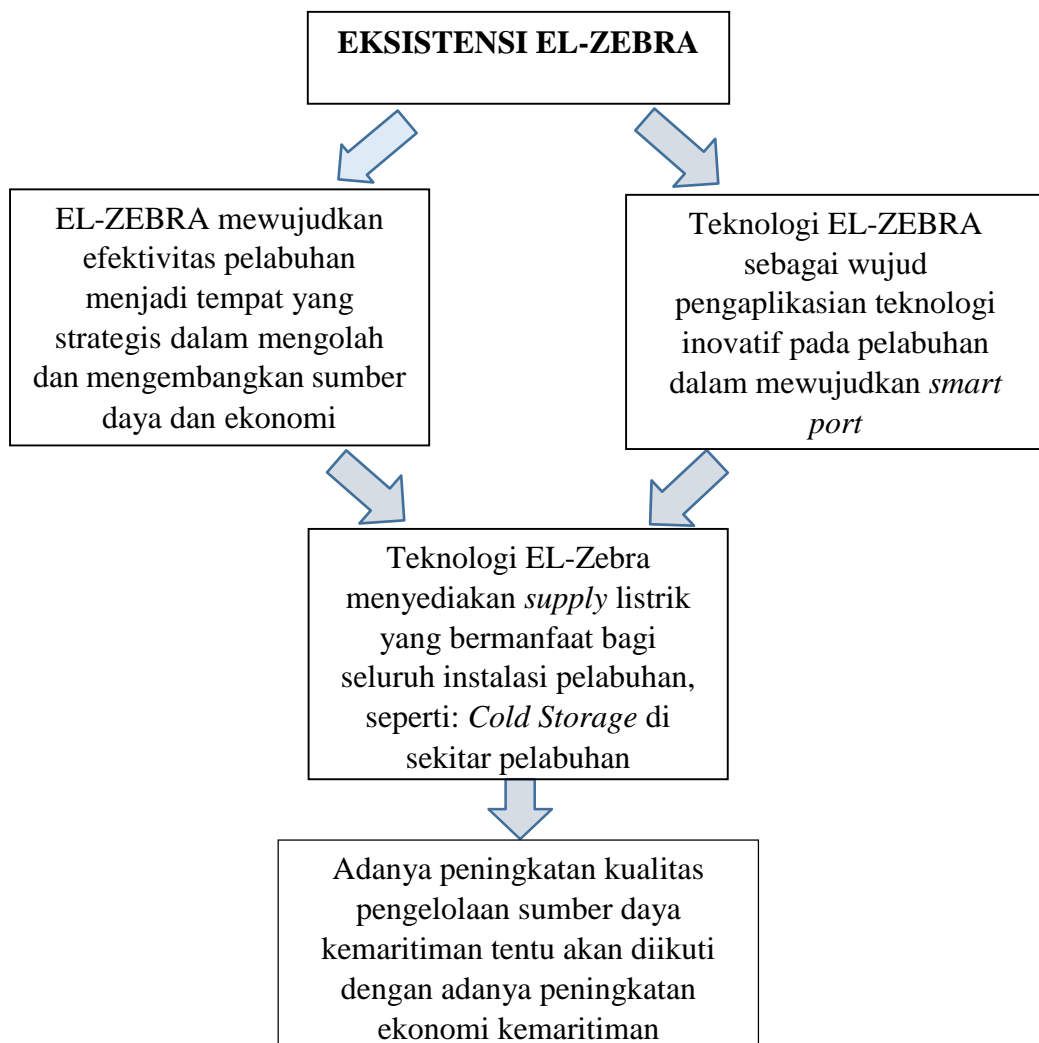 EKSISTENSI EL-ZEBRA
EL-ZEBRA mewujudkan
efektivitas pelabuhan
menjadi tempat yang
strategis dalam mengolah
dan mengembangkan sumber
daya dan ekonomi
Teknologi EL-ZEBRA
sebagai wujud
pengaplikasian teknologi
inovatif pada pelabuhan
dalam mewujudkan smart
port
Teknologi EL-Zebra
menyediakan supply listrik
yang bermanfaat bagi
seluruh instalasi pelabuhan,
seperti: Cold Storage di
sekitar pelabuhan
Adanya peningkatan kualitas
pengelolaan sumber daya
kemaritiman tentu akan diikuti
dengan adanya peningkatan
ekonomi kemaritiman